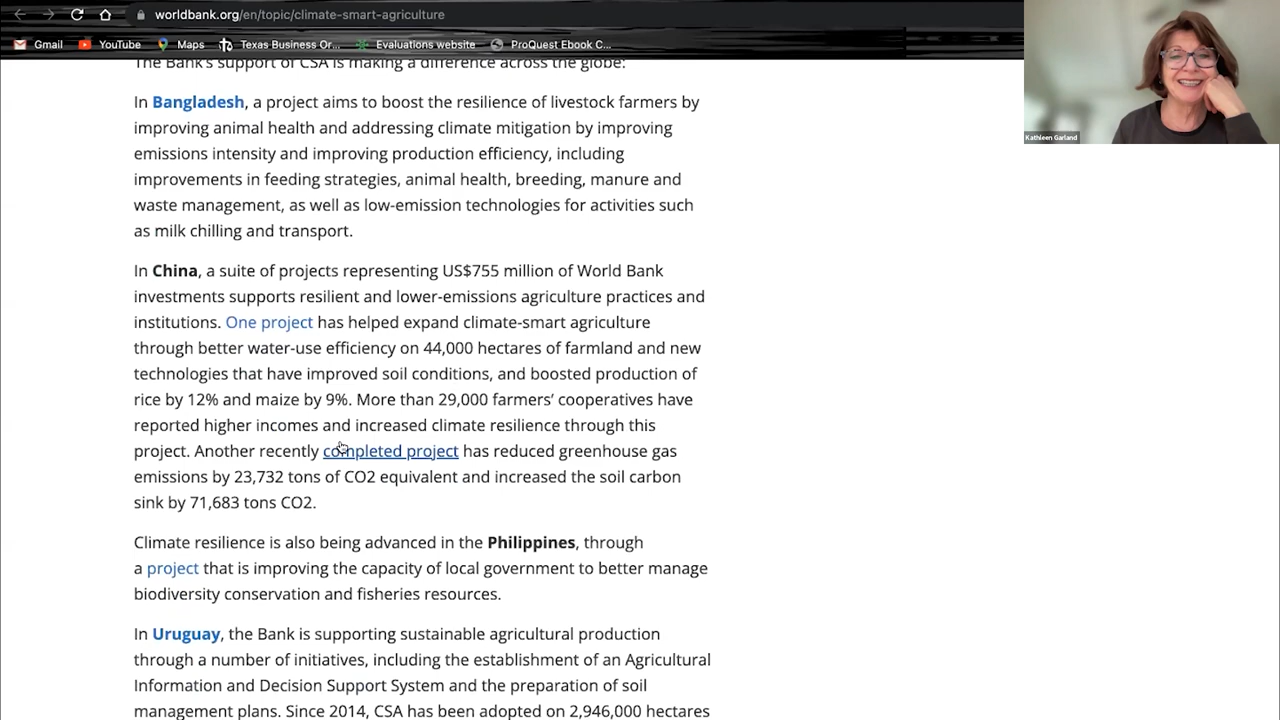 worldbank.org/en/topic/climate-smart-agriculture
Gmail YouTube Maps Texas Business Or... Evaluations website ProQuest Ebook C...
Kathleen Garland
The Bank's support of CSA is making a difference across the globe:
In Bangladesh, a project aims to boost the resilience of livestock farmers by
improving animal health and addressing climate mitigation by improving
emissions intensity and improving production efficiency, including
improvements in feeding strategies, animal health, breeding, manure and
waste management, as well as low-emission technologies for activities such
as milk chilling and transport.
In China, a suite of projects representing US$755 million of World Bank
investments supports resilient and lower-emissions agriculture practices and
institutions. One project has helped expand climate-smart agriculture
through better water-use efficiency on 44,000 hectares of farmland and new
technologies that have improved soil conditions, and boosted production of
rice by 12% and maize by 9%. More than 29,000 farmers’ cooperatives have
reported higher incomes and increased climate resilience through this
project. Another recently completed project has reduced greenhouse gas
emissions by 23,732 tons of CO2 equivalent and increased the soil carbon
sink by 71,683 tons CO2.
Climate resilience is also being advanced in the Philippines, through
a project that is improving the capacity of local government to better manage
biodiversity conservation and fisheries resources.
In Uruguay, the Bank is supporting sustainable agricultural production
through a number of initiatives, including the establishment of an Agricultural
Information and Decision Support System and the preparation of soil
management plans. Since 2014, CSA has been adopted on 2,946,000 hectares